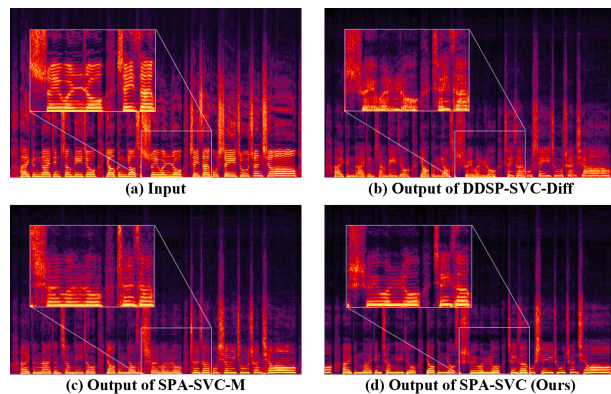 (a) Input
(b) Output of DDSP-SVC-Diff
(c) Output of SPA-SVC-M
(d) Output of SPA-SVC (Ours)